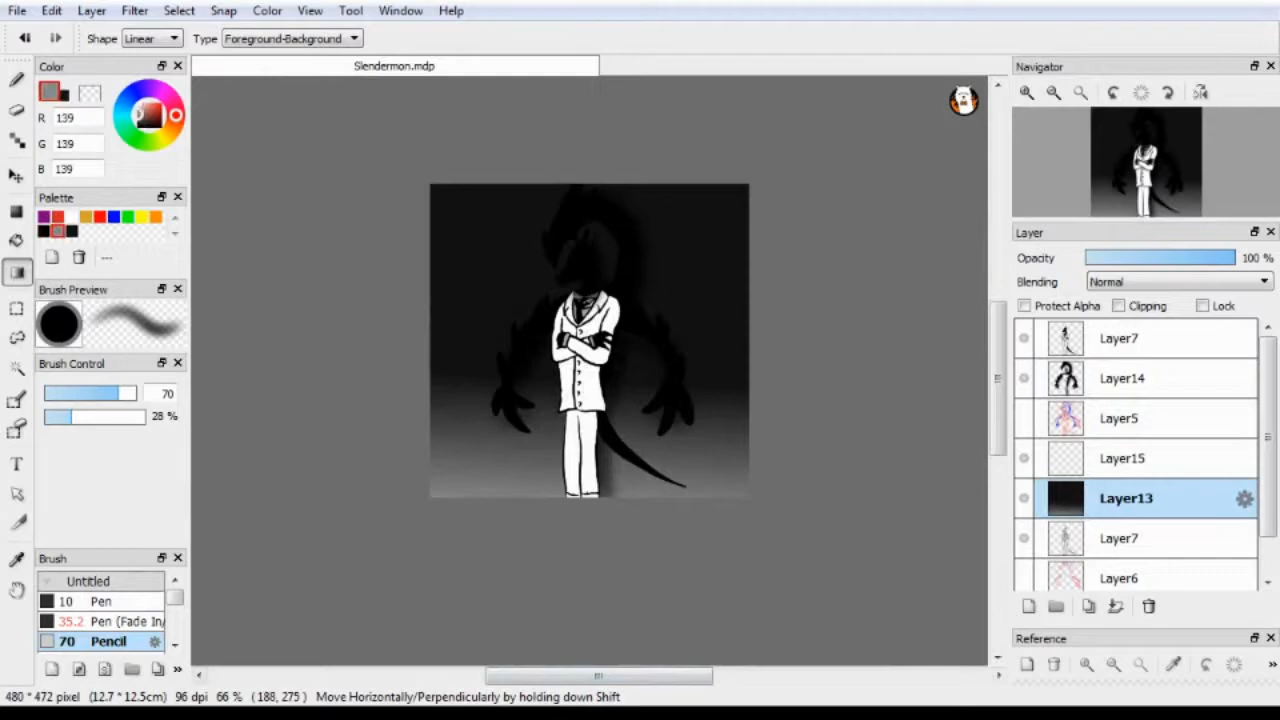 File Edit Layer Filter Select Snap Color View Tool Window Help
Shape Linear Type Foreground-Background
Color
R 139
G 139
B 139
Palette
---
Brush Preview
Brush Control
70
28 %
Brush
Untitled
10 Pen
35.2 Pen (Fade In/
70 Pencil
Slendermon.mdp
Navigator
Layer
Opacity 100 %
Blending Normal
Protect Alpha Clipping Lock
Layer7
Layer14
Layer5
Layer15
Layer13
Layer7
Layer6
Reference
480 * 472 pixel (12.7 * 12.5cm) 96 dpi 66 % (188, 275) Move Horizontally/Perpendicularly by holding down Shift